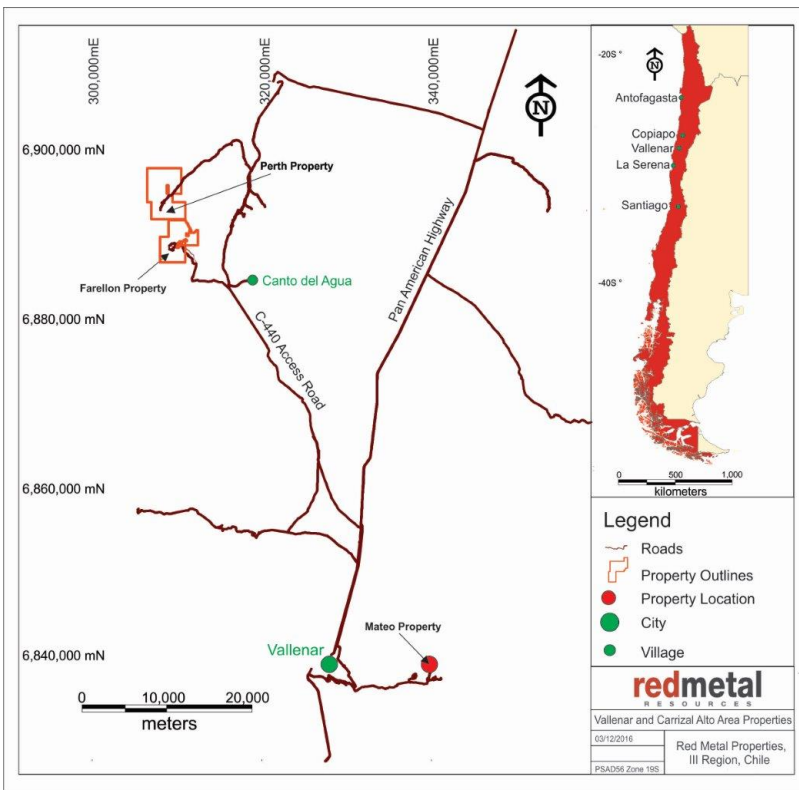 300,000mE
320,000mE
340,000mE
6,900,000 mN
6,880,000 mN
6,860,000 mN
6,840,000 mN
N
Perth Property
Farellon Property
Canto del Agua
C-440 Access Road
Pan American Highway
Vallenar
Mateo Property
0 10,000 20,000
meters
-20S °
N
Antofagasta
Copiapo
Vallenar
La Serena
Santiago
-40S °
0 500 1,000
kilometers
Legend
Roads
Property Outlines
Property Location
City
Village
redmetal
RESOURCES
Vallenar and Carrizal Alto Area Properties
03/12/2016
PSAD56 Zone 19S
Red Metal Properties,
III Region, Chile